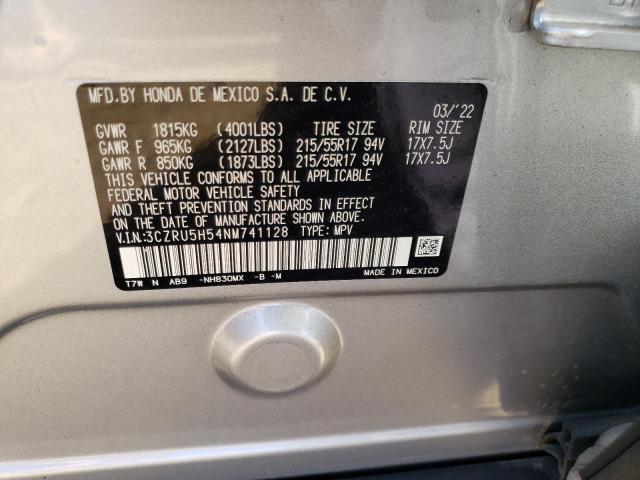 MFD.BY HONDA DE MEXICO S.A. DE C.V.
03/'22
GVWR 1815KG (4001LBS) TIRE SIZE RIM SIZE
GAWR F 965KG (2127LBS) 215/55R17 94V 17X7.5J
GAWR R 850KG (1873LBS) 215/55R17 94V 17X7.5J
THIS VEHICLE CONFORMS TO ALL APPLICABLE
FEDERAL MOTOR VEHICLE SAFETY
AND THEFT PREVENTION STANDARDS IN EFFECT
ON THE DATE OF MANUFACTURE SHOWN ABOVE.
V.I.N:3CZRU5H54NM741128 TYPE: MPV
T7W N AB9 -NH830MX -B -M MADE IN MEXICO